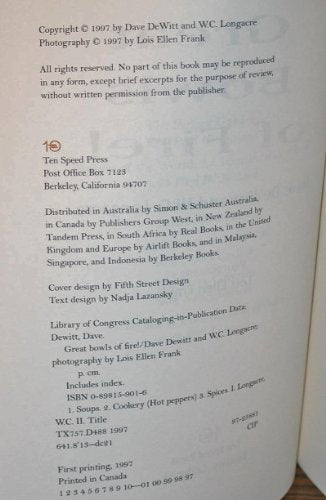 Copyright © 1997 by Dave DeWitt and W.C. Longacre
Photography © 1997 by Lois Ellen Frank
All rights reserved. No part of this book may be reproduced
in any form, except brief excerpts for the purpose of review,
without written permission from the publisher.
Ten Speed Press
Post Office Box 7123
Berkeley, California 94707
Distributed in Australia by Simon & Schuster Australia,
in Canada by Publishers Group West, in New Zealand by
Tandem Press, in South Africa by Real Books, in the United
Kingdom and Europe by Airlift Books, and in Malaysia,
Singapore, and Indonesia by Berkeley Books.
Cover design by Fifth Street Design
Text design by Nadja Lazansky
Library of Congress Cataloging-in-Publication Data:
Dewitt, Dave.
Great bowls of fire!/Dave Dewitt and W.C. Longacre;
photography by Lois Ellen Frank
p. cm.
Includes index.
ISBN 0-89815-901-6
1. Soups. 2. Cookery (Hot peppers) 3. Spices. I. Longacre,
W.C. II. Title
TX757.D488 1997
641.8'13–dc21
CIP
First printing, 1997
Printed in Canada
1 2 3 4 5 6 7 8 9 10—01 00 99 98 97